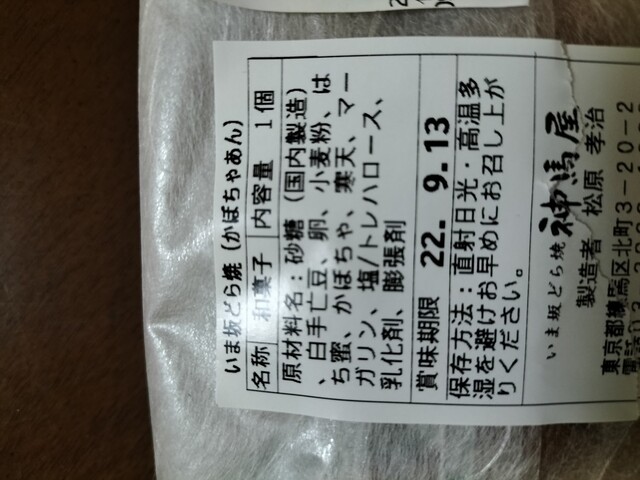 いま坂どら焼 (かぼちゃあん)
名称 和菓子 内容量 1個
原材料名：砂糖（国内製造）
、白手亡豆、卵、小麦粉、は
ち蜜、かぼちゃ、寒天、マー
ガリン、塩/トレハロース、
乳化剤、膨張剤
賞味期限 22. 9.13
保存方法：直射日光・高温多
湿を避けお早めにお召し上が
りください。
いま坂どら焼 神馬屋
製造者 松原 孝治
東京都練馬区北町3-20-2